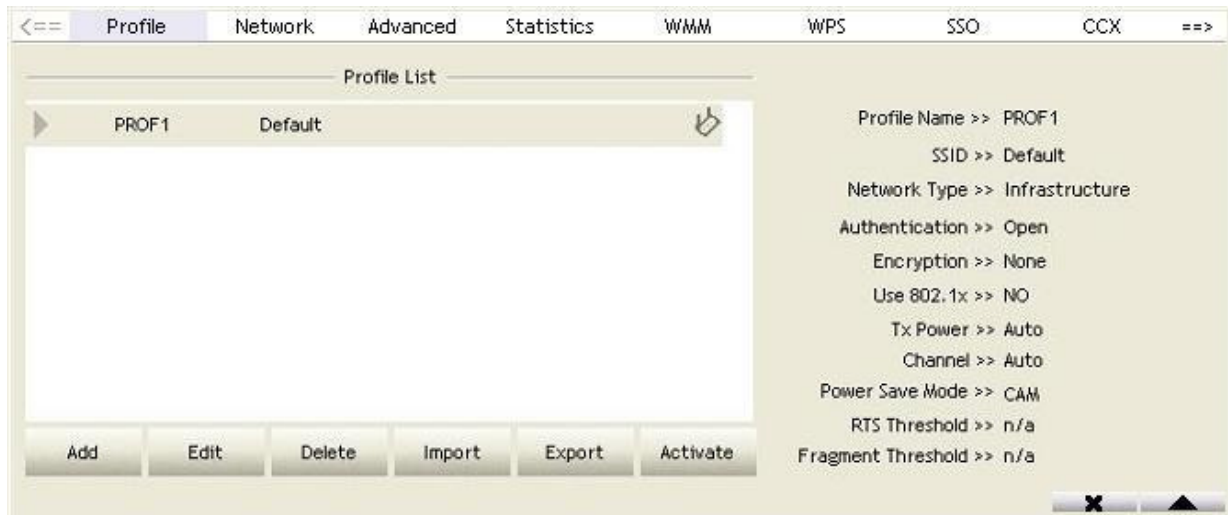 <== Profile Network Advanced Statistics WMM WPS SSO CCX ==>
Profile List
PROF1 Default
Profile Name >> PROF1
SSID >> Default
Network Type >> Infrastructure
Authentication >> Open
Encryption >> None
Use 802.1x >> NO
Tx Power >> Auto
Channel >> Auto
Power Save Mode >> CAM
RTS Threshold >> n/a
Fragment Threshold >> n/a
Add Edit Delete Import Export Activate